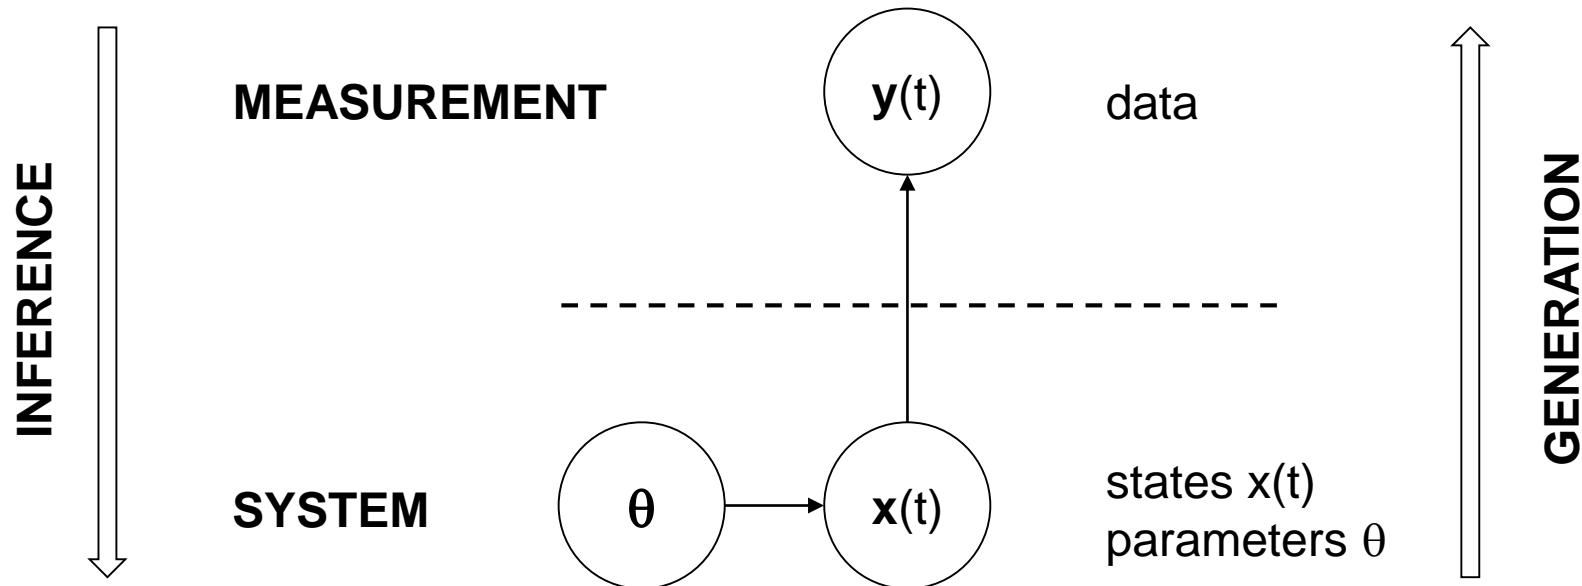 MEASUREMENT
y(t)
data
INFERENCE
GENERATION
SYSTEM
θ
x(t)
states x(t)
parameters θ